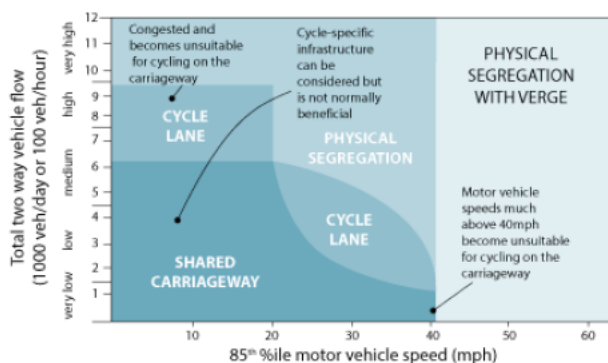 Total two way vehicle flow
(1000 veh/day or 100 veh/hour)
very high
high
medium
low
very low
12
11
10
9
8
7
6
5
4
3
2
1
Congested and
becomes unsuitable
for cycling on the
carriageway
Cycle-specific
infrastructure
can be
considered but
is not normally
beneficial
PHYSICAL
SEGREGATION
WITH VERGE
CYCLE
LANE
PHYSICAL
SEGREGATION
CYCLE
LANE
Motor vehicle
speeds much
above 40mph
become unsuitable
for cycling on the
carriageway
SHARED
CARRIAGEWAY
10
20
30
40
50
60
85th %ile motor vehicle speed (mph)